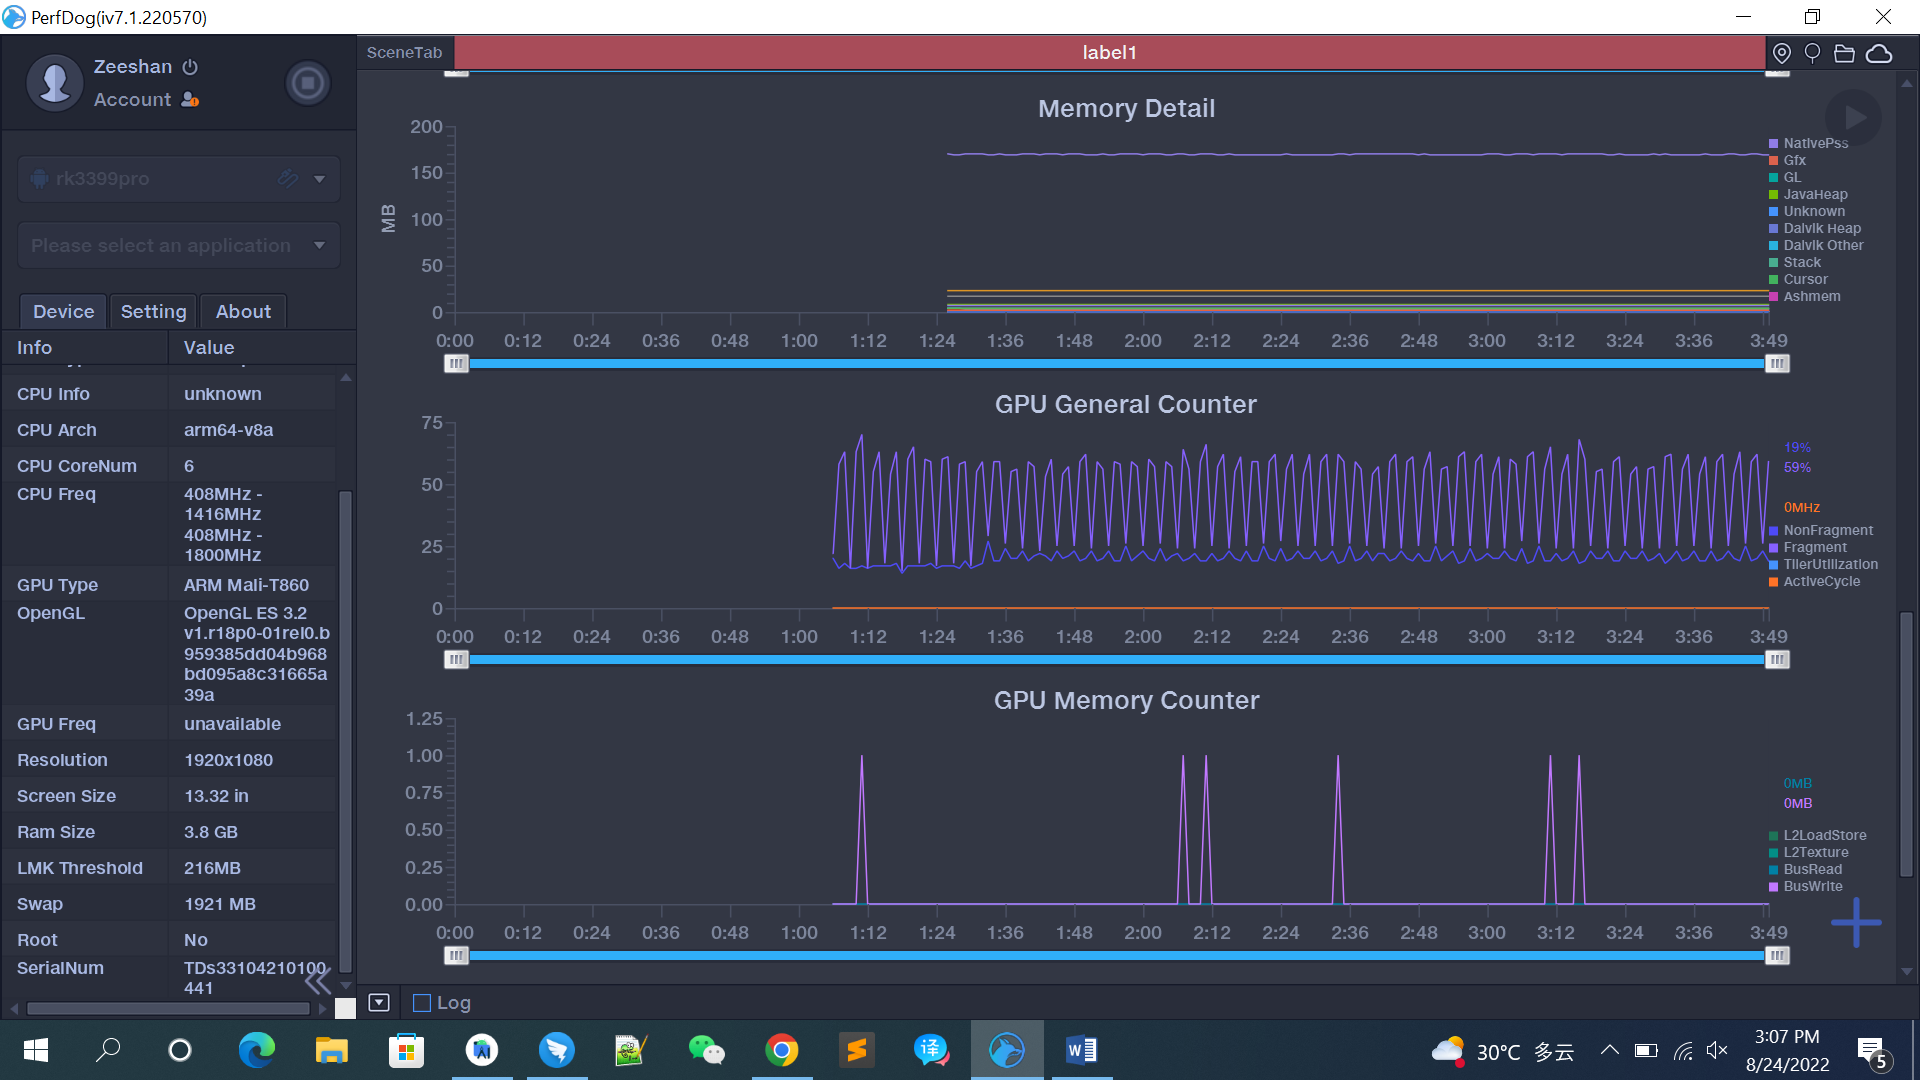 PerfDog(iv7.1.220570)
Zeeshan
Account
rk3399pro
Please select an application
Device Setting About
Info Value
CPU Info unknown
CPU Arch arm64-v8a
CPU CoreNum 6
CPU Freq 408MHz -
1416MHz
408MHz -
1800MHz
GPU Type ARM Mali-T860
OpenGL OpenGL ES 3.2
v1.r18p0-01rel0.b
959385dd04b968
bd095a8c31665a
39a
GPU Freq unavailable
Resolution 1920x1080
Screen Size 13.32 in
Ram Size 3.8 GB
LMK Threshold 216MB
Swap 1921 MB
Root No
SerialNum TDs33104210100
441
SceneTab label1
Memory Detail
MB
200
150
100
50
0
0:00 0:12 0:24 0:36 0:48 1:00 1:12 1:24 1:36 1:48 2:00 2:12 2:24 2:36 2:48 3:00 3:12 3:24 3:36 3:49
NativePss
Gfx
GL
JavaHeap
Unknown
Dalvik Heap
Dalvik Other
Stack
Cursor
Ashmem
GPU General Counter
75
50
25
0
0:00 0:12 0:24 0:36 0:48 1:00 1:12 1:24 1:36 1:48 2:00 2:12 2:24 2:36 2:48 3:00 3:12 3:24 3:36 3:49
19%
59%
0MHz
NonFragment
Fragment
TilerUtilization
ActiveCycle
GPU Memory Counter
1.25
1.00
0.75
0.50
0.25
0.00
0:00 0:12 0:24 0:36 0:48 1:00 1:12 1:24 1:36 1:48 2:00 2:12 2:24 2:36 2:48 3:00 3:12 3:24 3:36 3:49
0MB
0MB
L2LoadStore
L2Texture
BusRead
BusWrite
Log
译
30°C 多云
3:07 PM
8/24/2022
5